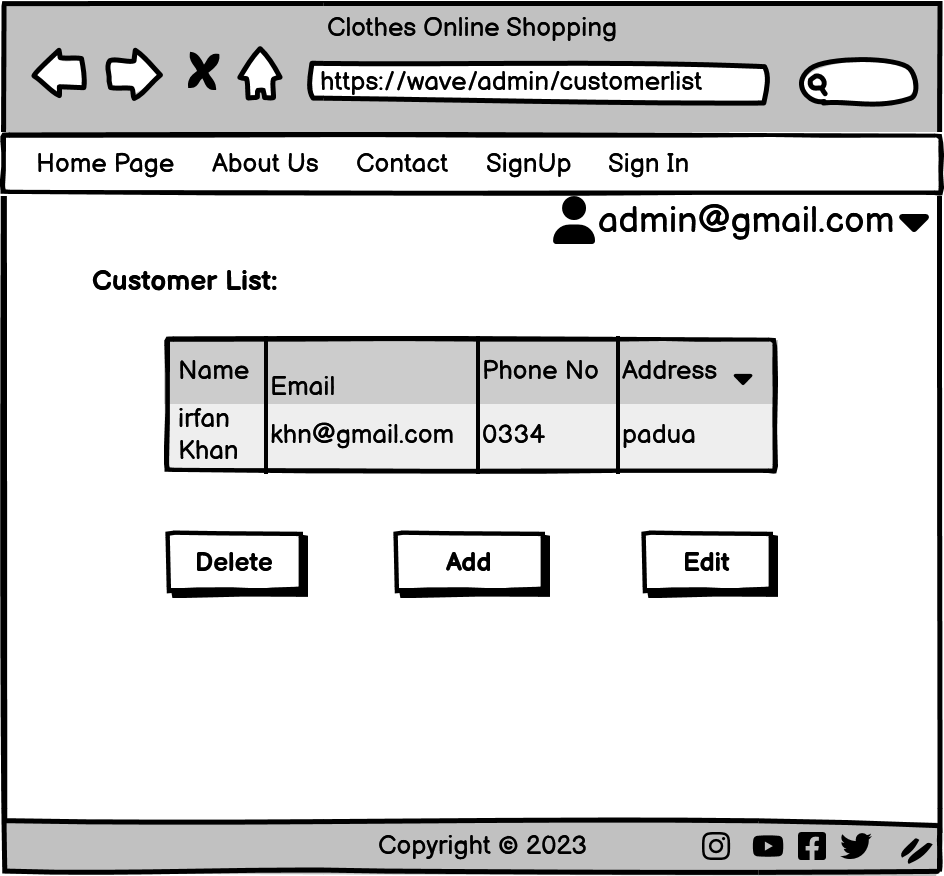 Clothes Online Shopping
https://wave/admin/customerlist
Home Page About Us Contact SignUp Sign In
admin@gmail.com
Customer List:
Name Email Phone No Address
irfan Khan khn@gmail.com 0334 padua
Delete Add Edit
Copyright © 2023